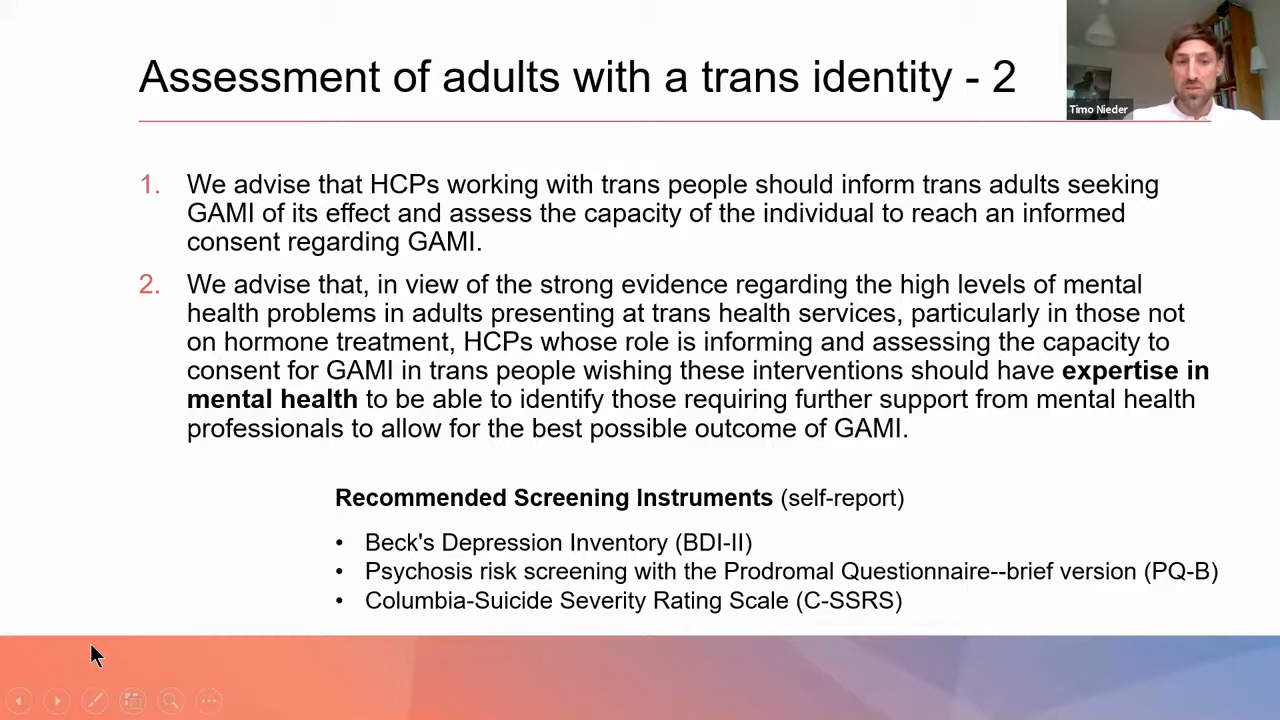 Assessment of adults with a trans identity - 2
Timo Nieder
1. We advise that HCPs working with trans people should inform trans adults seeking
GAMI of its effect and assess the capacity of the individual to reach an informed
consent regarding GAMI.
2. We advise that, in view of the strong evidence regarding the high levels of mental
health problems in adults presenting at trans health services, particularly in those not
on hormone treatment, HCPs whose role is informing and assessing the capacity to
consent for GAMI in trans people wishing these interventions should have expertise in
mental health to be able to identify those requiring further support from mental health
professionals to allow for the best possible outcome of GAMI.
Recommended Screening Instruments (self-report)
• Beck's Depression Inventory (BDI-II)
• Psychosis risk screening with the Prodromal Questionnaire--brief version (PQ-B)
• Columbia-Suicide Severity Rating Scale (C-SSRS)